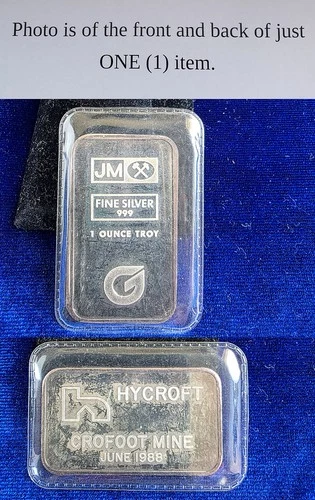 Photo is of the front and back of just
ONE (1) item.
JM
FINE SILVER
999
1 OUNCE TROY
HYCROFT
CROFOOT MINE
JUNE 1988